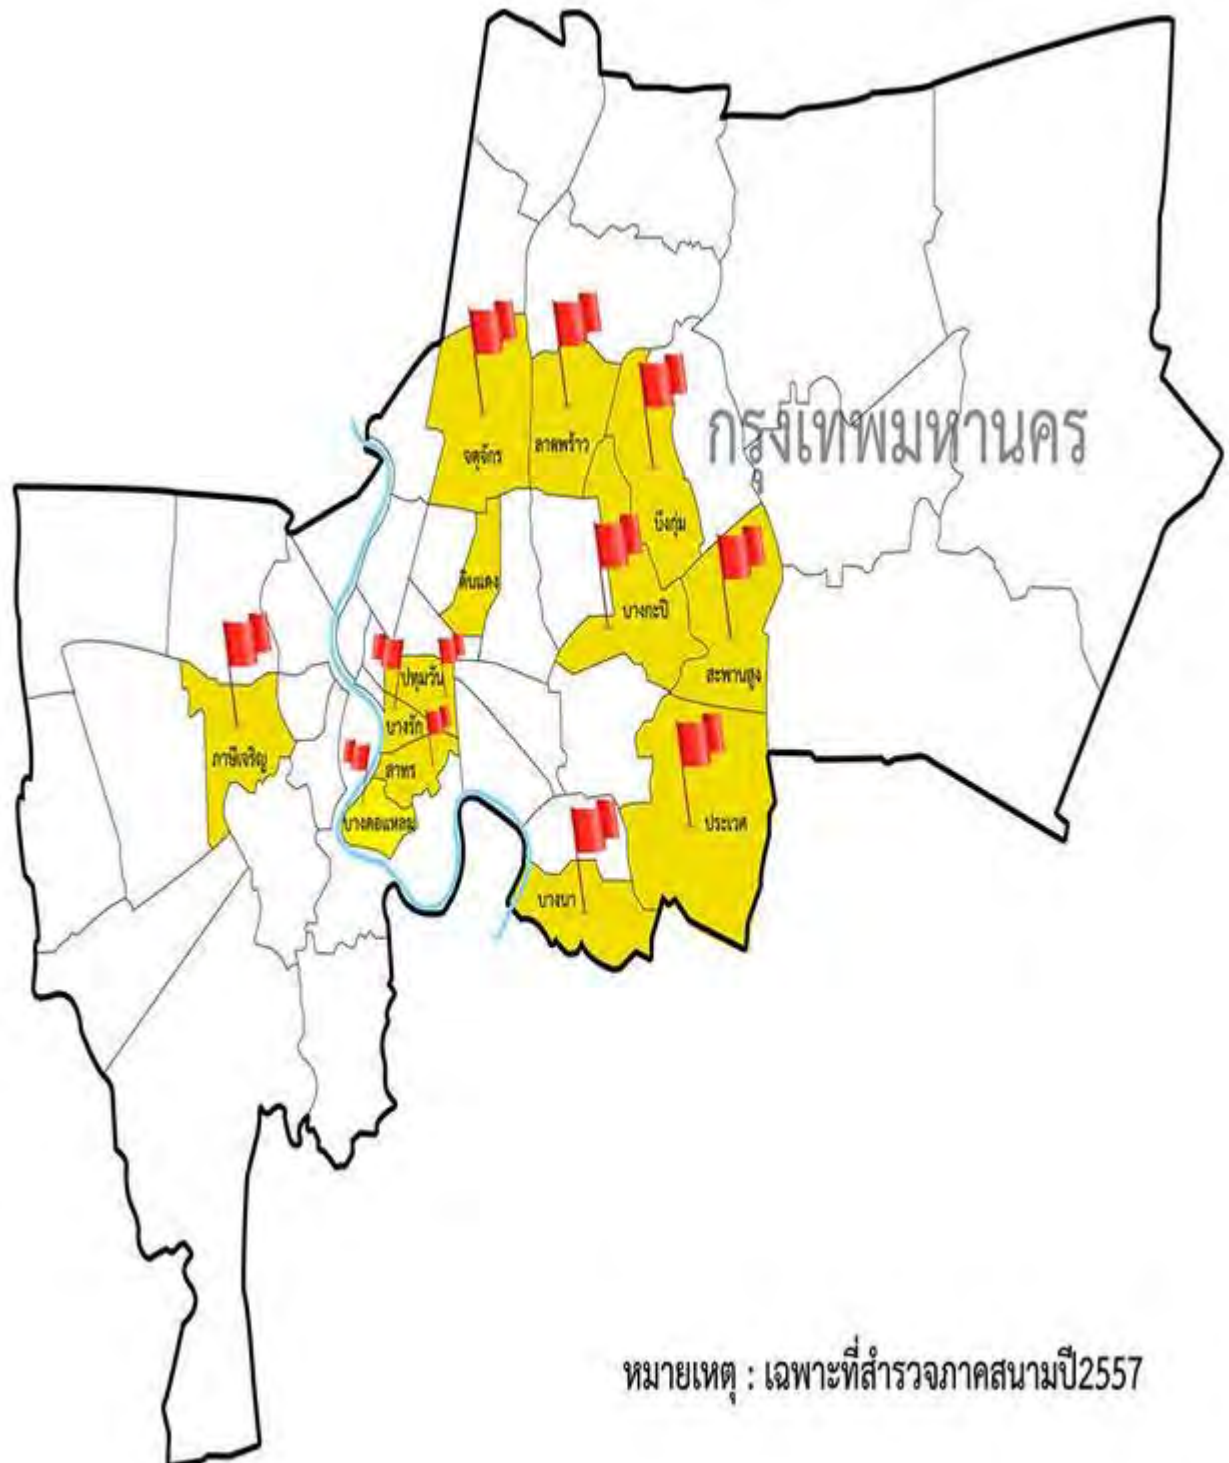 กรุงเทพมหานคร
จตุจักร
ลาดพร้าว
บึงกุ่ม
ดินแดง
บางกะปิ
สะพานสูง
ปทุมวัน
บางรัก
สาทร
ภาษีเจริญ
บางคอแหลม
ประเวศ
บางนา
หมายเหตุ : เฉพาะที่สำรวจภาคสนามปี2557